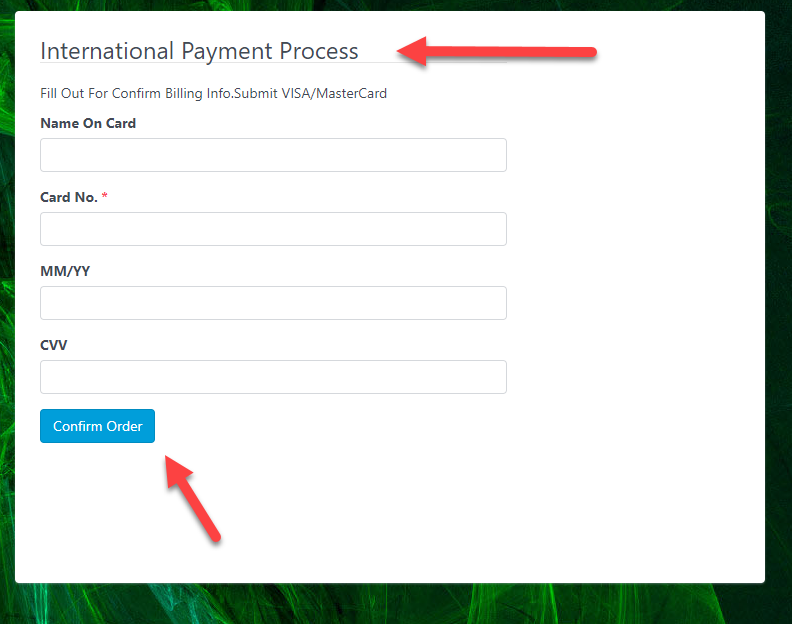 International Payment Process
Fill Out For Confirm Billing Info.Submit VISA/MasterCard
Name On Card
Card No. *
MM/YY
CVV
Confirm Order